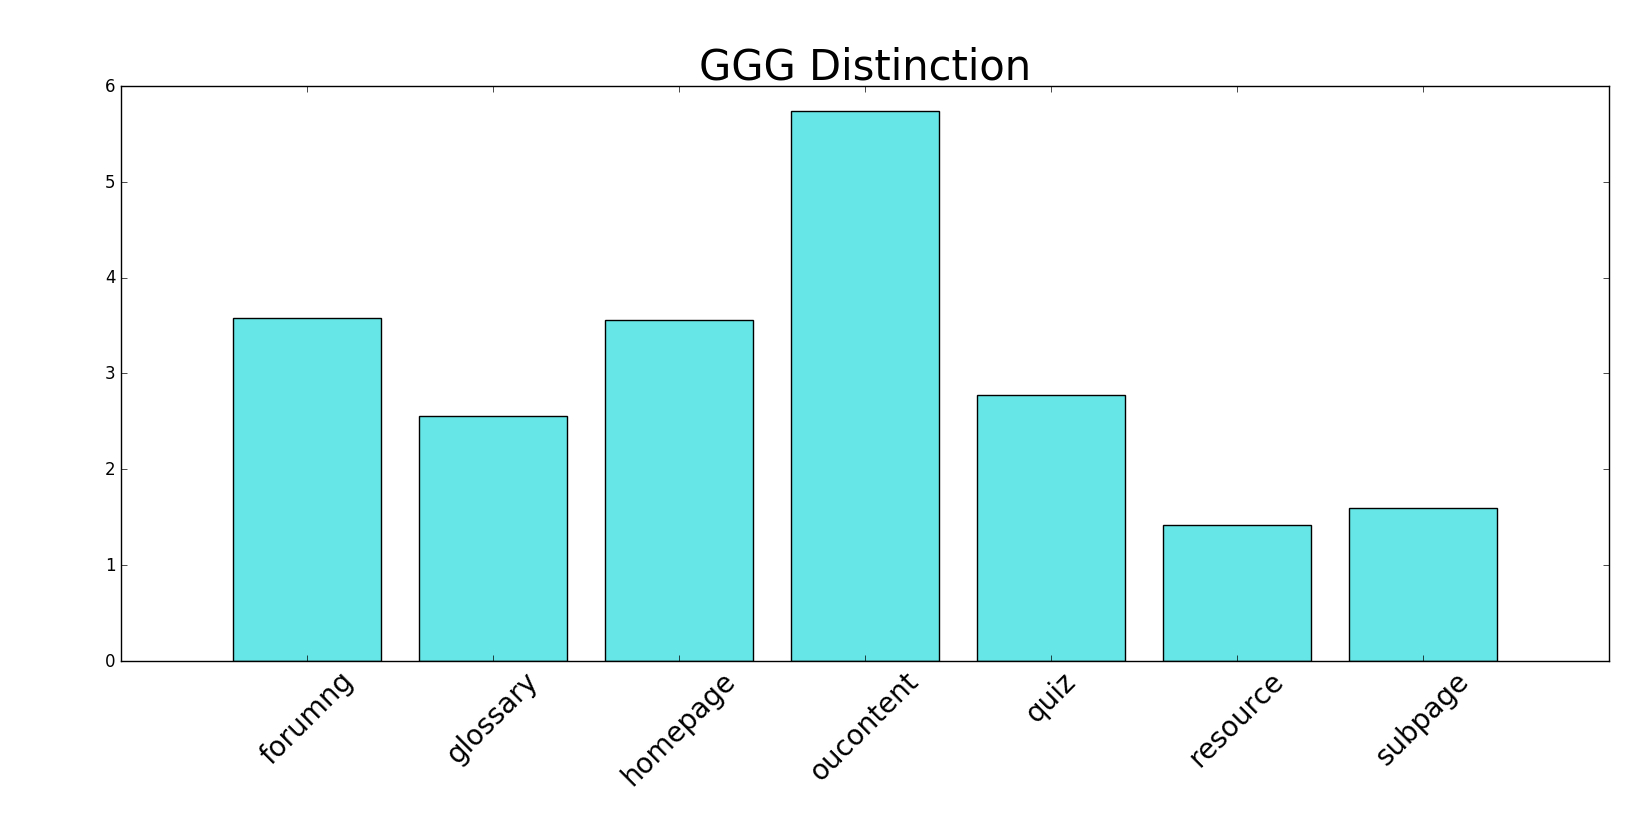 GGG Distinction
6
5
4
3
2
1
0
forumng
glossary
homepage
oucontent
quiz
resource
subpage